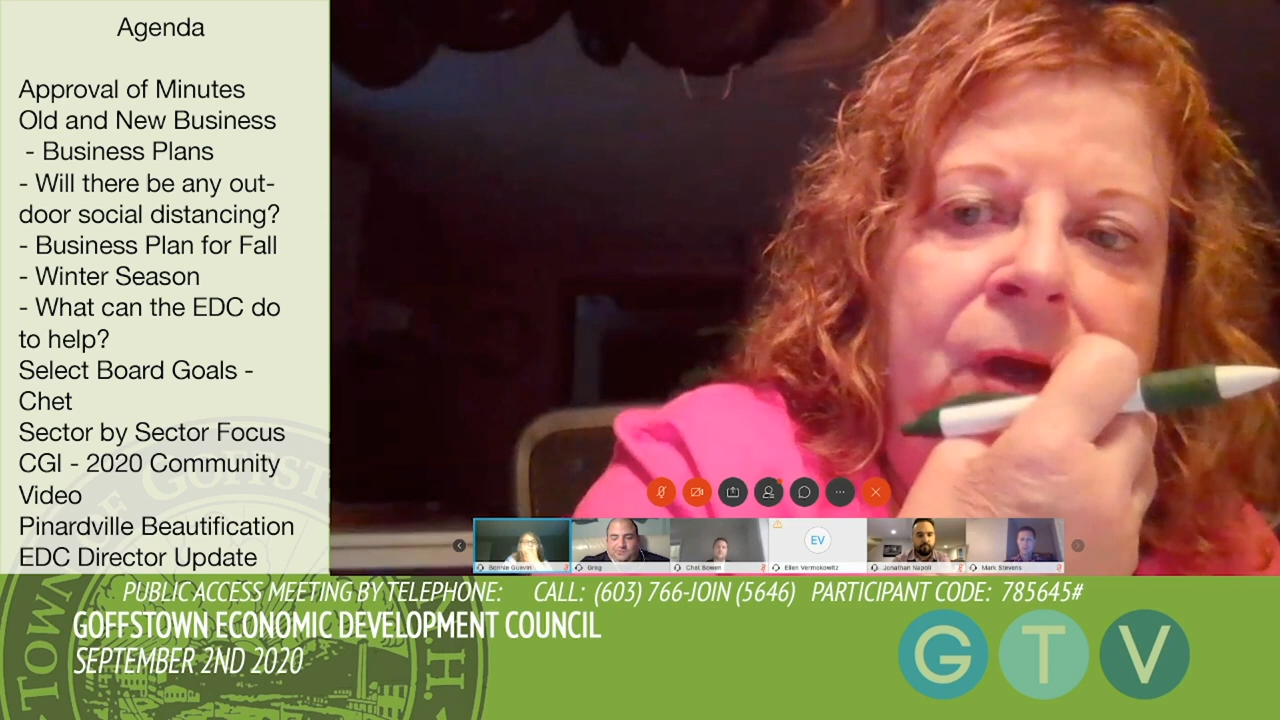 Agenda
Approval of Minutes
Old and New Business
- Business Plans
- Will there be any out-
door social distancing?
- Business Plan for Fall
- Winter Season
- What can the EDC do
to help?
Select Board Goals -
Chet
Sector by Sector Focus
CGI - 2020 Community
Video
Pinardville Beautification
EDC Director Update
EV
Bonnie Guevin
Greg
Chet Bowen
Ellen Vermokowitz
Jonathan Napoli
Mark Stevens
PUBLIC ACCESS MEETING BY TELEPHONE: CALL: (603) 766-JOIN (5646) PARTICIPANT CODE: 785645#
GOFFSTOWN ECONOMIC DEVELOPMENT COUNCIL
SEPTEMBER 2ND 2020
G T V